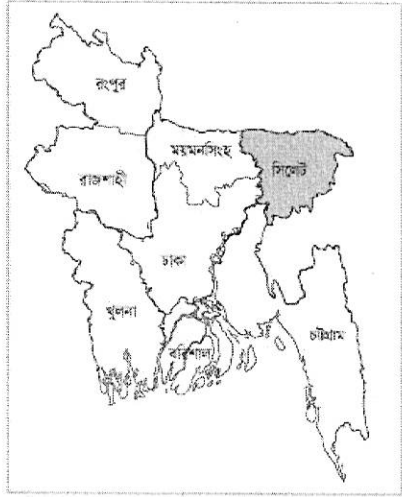 রংপুর
ময়মনসিংহ
সিলেট
রাজশাহী
ঢাকা
খুলনা
চট্টগ্রাম
বরিশাল